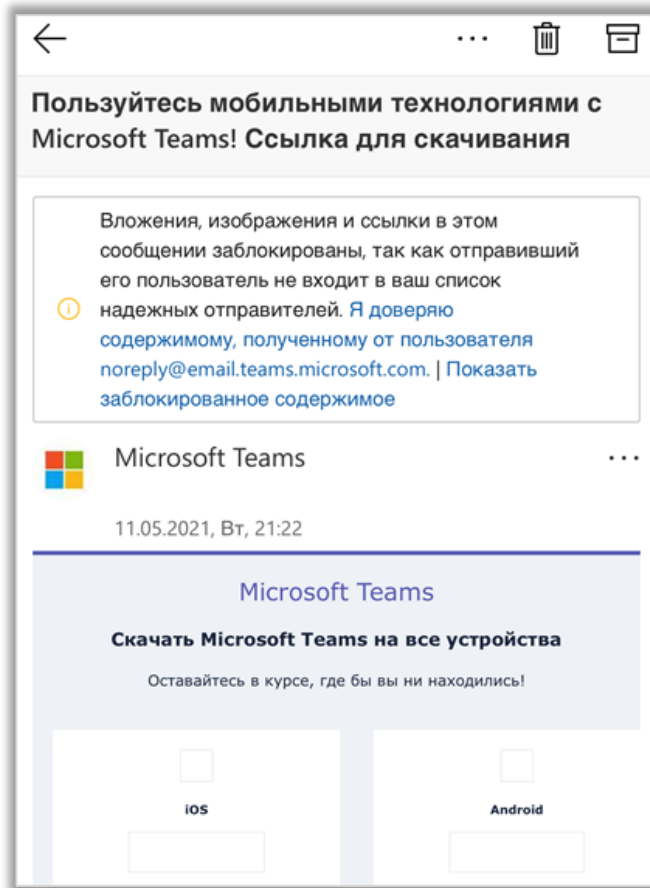 Пользуйтесь мобильными технологиями с
Microsoft Teams! Ссылка для скачивания
Вложения, изображения и ссылки в этом
сообщении заблокированы, так как отправивший
его пользователь не входит в ваш список
надежных отправителей. Я доверяю
содержимому, полученному от пользователя
noreply@email.teams.microsoft.com. | Показать
заблокированное содержимое
Microsoft Teams
11.05.2021, Вт, 21:22
Microsoft Teams
Скачать Microsoft Teams на все устройства
Оставайтесь в курсе, где бы вы ни находились!
iOS
Android